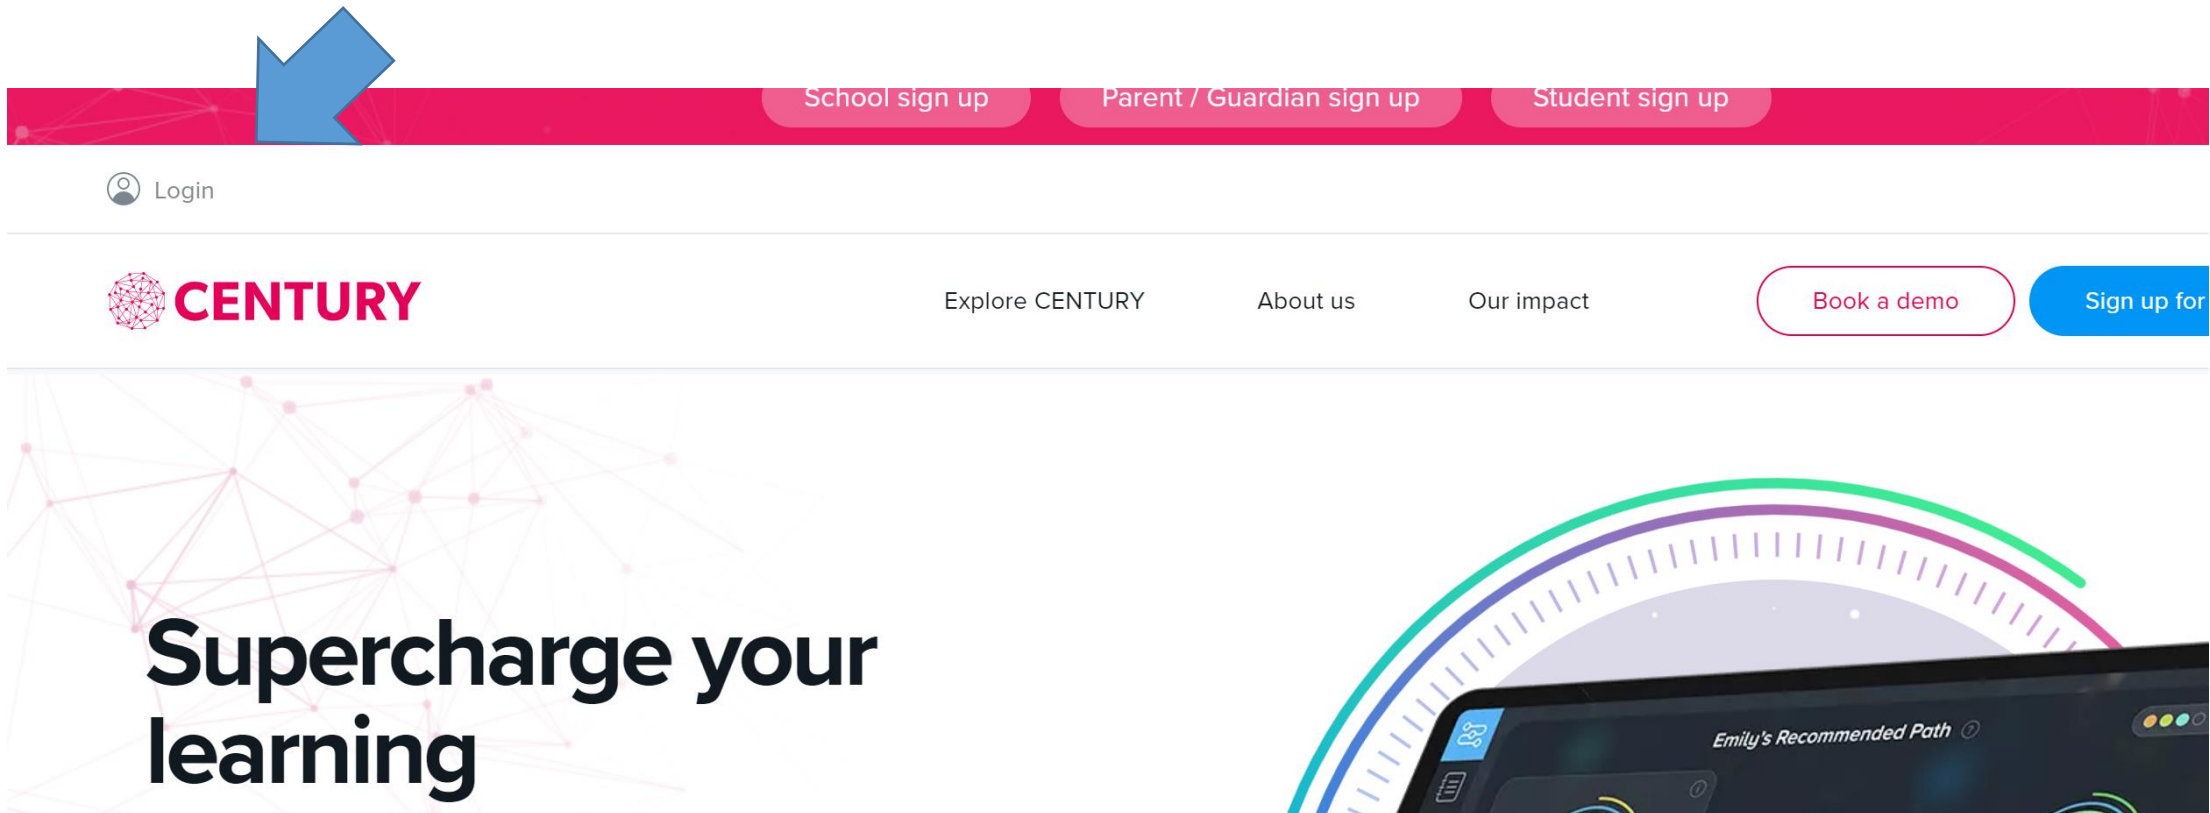 School sign up
Parent / Guardian sign up
Student sign up
Login
CENTURY
Explore CENTURY
About us
Our impact
Book a demo
Sign up for
Supercharge your
learning
Emily's Recommended Path